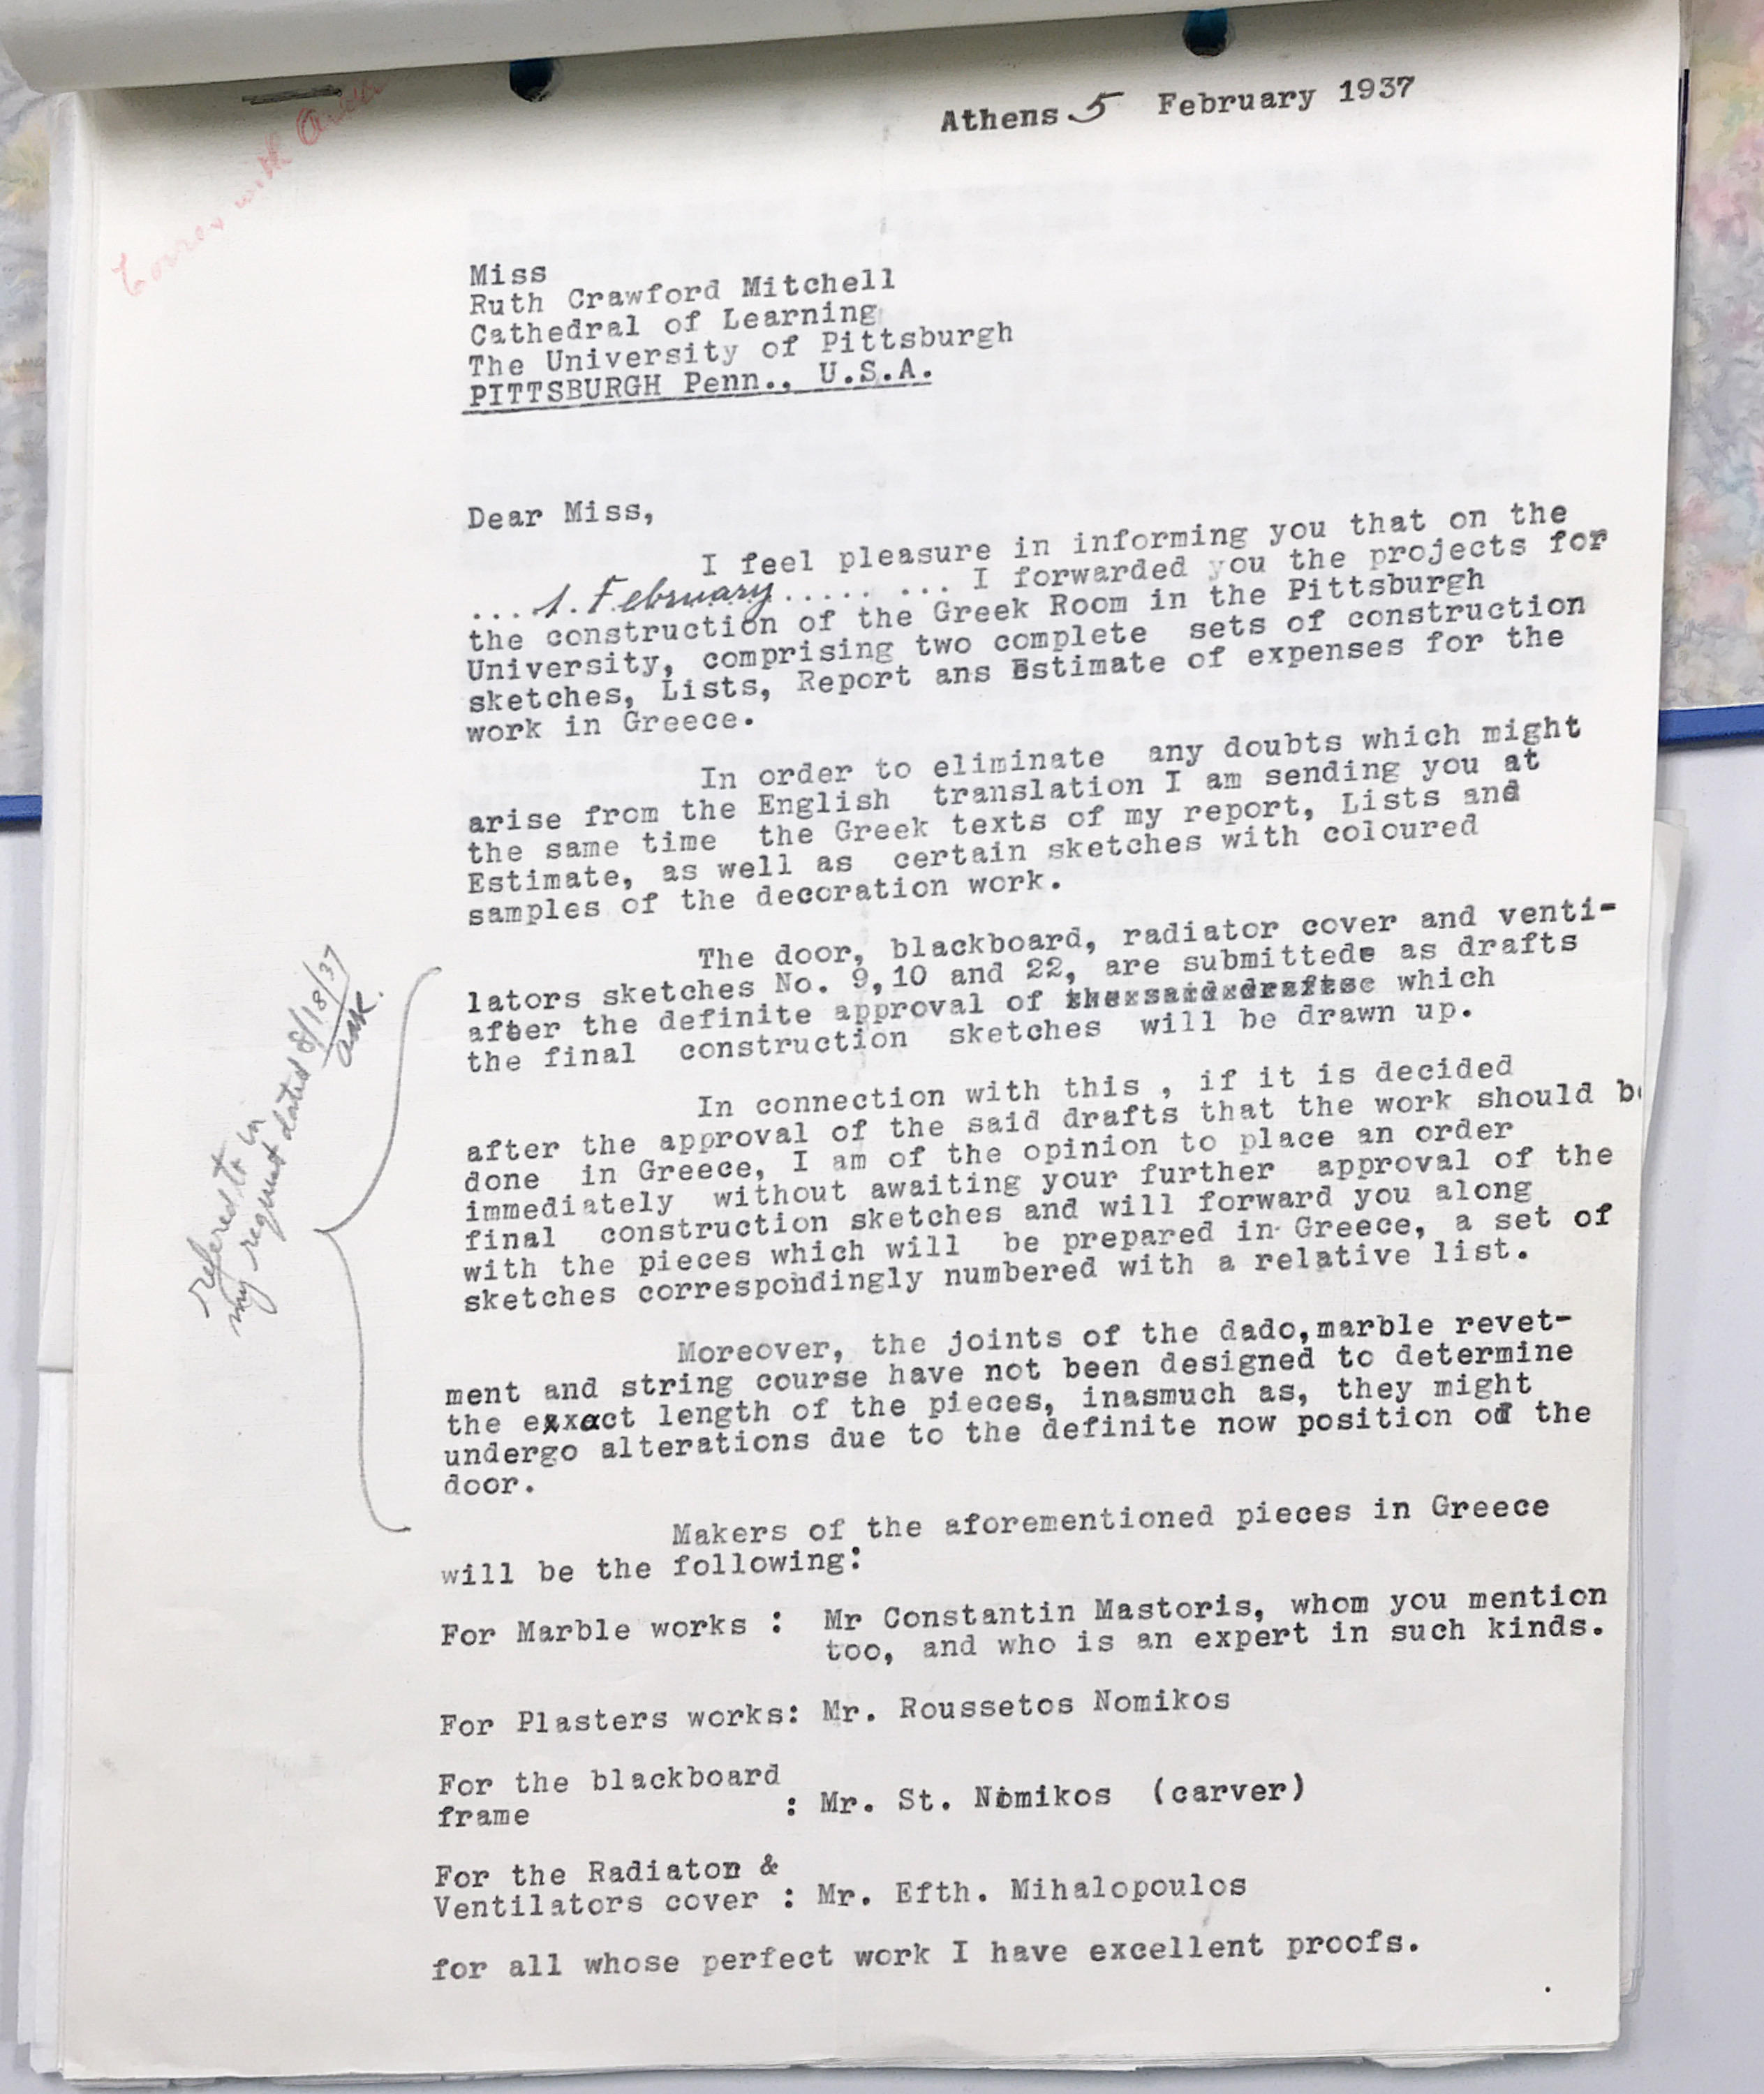 with
Athens 5 February 1937
Miss
Ruth Crawford Mitchell
Cathedral of Learning
The University of Pittsburgh
PITTSBURGH Penn., U.S.A.
Dear Miss,
I feel pleasure in informing you that on the
... 1. February ..... ... I forwarded you the projects for
the construction of the Greek Room in the Pittsburgh
University, comprising two complete sets of construction
sketches, Lists, Report ans Estimate of expenses for the
work in Greece.
In order to eliminate any doubts which might
arise from the English translation I am sending you at
the same time the Greek texts of my report, Lists and
Estimate, as well as certain sketches with coloured
samples of the decoration work.
The door, blackboard, radiator cover and venti-
lators sketches No. 9,10 and 22, are submittede as drafts
after the definite approval of which
the final construction sketches will be drawn up.
In connection with this , if it is decided
after the approval of the said drafts that the work should be
done in Greece, I am of the opinion to place an order
immediately without awaiting your further approval of the
final construction sketches and will forward you along
with the pieces which will be prepared in Greece, a set of
sketches correspondingly numbered with a relative list.
Moreover, the joints of the dado,marble revet-
ment and string course have not been designed to determine
the exxact length of the pieces, inasmuch as, they might
undergo alterations due to the definite now position of the
door.
referred to in
my request dated 8/18/37
ask.
Makers of the aforementioned pieces in Greece
will be the following:
For Marble works : Mr Constantin Mastoris, whom you mention
too, and who is an expert in such kinds.
For Plasters works: Mr. Roussetos Nomikos
For the blackboard
frame : Mr. St. Nomikos (carver)
For the Radiaton &
Ventilators cover : Mr. Efth. Mihalopoulos
for all whose perfect work I have excellent proofs.